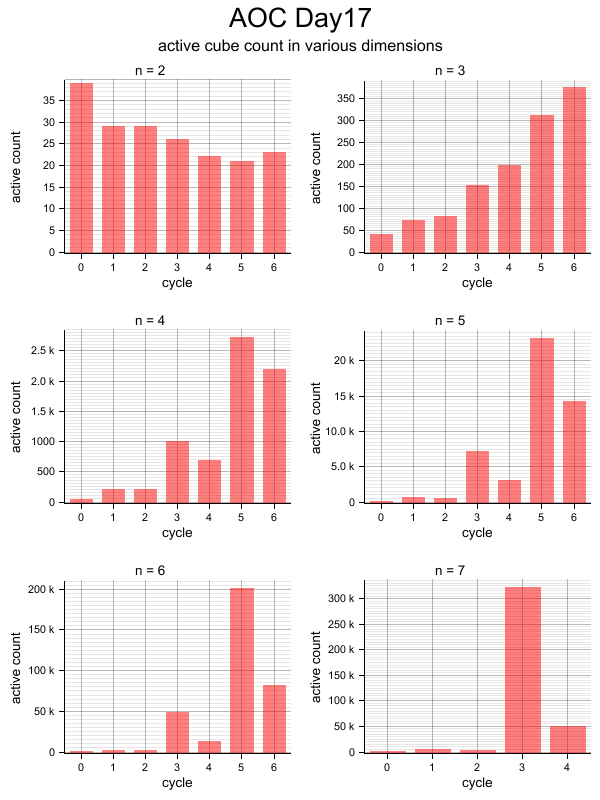 AOC Day17
active cube count in various dimensions
n = 2
active count
35
30
25
20
15
10
5
0
0 1 2 3 4 5 6
cycle
n = 3
active count
350
300
250
200
150
100
50
0
0 1 2 3 4 5 6
cycle
n = 4
active count
2.5 k
2.0 k
1.5 k
1000
500
0
0 1 2 3 4 5 6
cycle
n = 5
active count
20 k
15 k
10.0 k
5.0 k
0
0 1 2 3 4 5 6
cycle
n = 6
active count
200 k
150 k
100 k
50 k
0
0 1 2 3 4 5 6
cycle
n = 7
active count
300 k
250 k
200 k
150 k
100 k
50 k
0
0 1 2 3 4
cycle